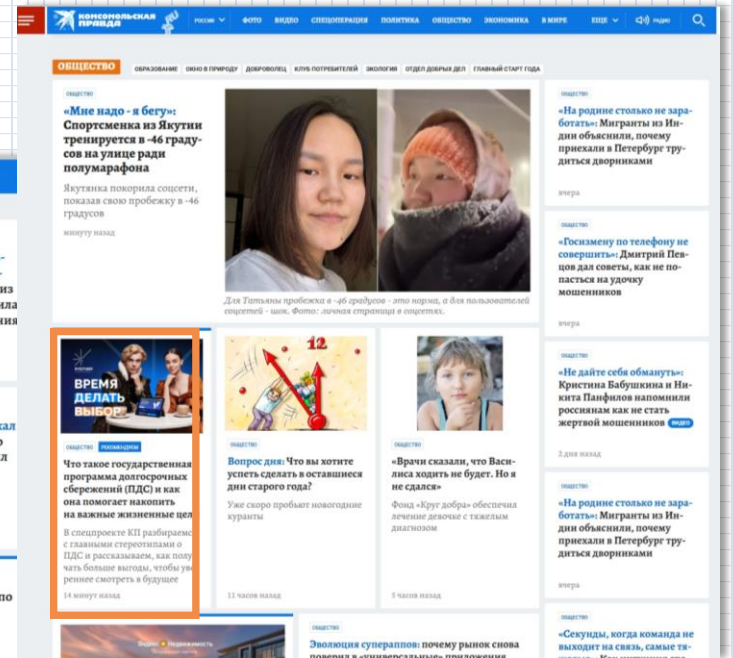 КОМСОМОЛЬСКАЯ
ПРАВДА
РОССИЯ
ФОТО
ВИДЕО
СПЕЦОПЕРАЦИЯ
ПОЛИТИКА
ОБЩЕСТВО
ЭКОНОМИКА
В МИРЕ
ЕЩЕ
РАДИО
ОБЩЕСТВО
ОБРАЗОВАНИЕ
ОКНО В ПРИРОДУ
ДОБРОВОЛЕЦ
КЛУБ ПОТРЕБИТЕЛЕЙ
ЭКОЛОГИЯ
ОТДЕЛ ДОБРЫХ ДЕЛ
ГЛАВНЫЙ СТАРТ ГОДА
ОБЩЕСТВО
«Мне надо - я бегу»:
Спортсменка из Якутии
тренируется в -46 граду-
сов на улице ради
полумарафона
Якутянка покорила соцсети,
показав свою пробежку в -46
градусов
минуту назад
Для Татьяны пробежка в -46 градусов - это норма, а для пользователей
соцсетей - шок. Фото: личная страница в соцсетях.
ОБЩЕСТВО
«На родине столько не зара-
ботать»: Мигранты из Ин-
дии объяснили, почему
приехали в Петербург тру-
диться дворниками
вчера
ОБЩЕСТВО
«Госизмену по телефону не
совершить»: Дмитрий Пев-
цов дал советы, как не по-
пасться на удочку
мошенников
вчера
ОБЩЕСТВО
«Не дайте себя обмануть»:
Кристина Бабушкина и Ни-
кита Панфилов напомнили
россиянам как не стать
жертвой мошенников ВИДЕО
2 дня назад
ОБЩЕСТВО
«На родине столько не зара-
ботать»: Мигранты из Ин-
дии объяснили, почему
приехали в Петербург тру-
диться дворниками
вчера
ОБЩЕСТВО
«Секунды, когда команда не
выходит на связь, самые тя-
ВРЕМЯ
ДЕЛАТЬ
ВЫБОР
ОБЩЕСТВО
РЕКОМЕНДУЕМ
Что такое государственная
программа долгосрочных
сбережений (ПДС) и как
она помогает накопить
на важные жизненные цел
В спецпроекте КП разбираемс
с главными стереотипами о
ПДС и рассказываем, как полу
чать больше выгоды, чтобы уве
реннее смотреть в будущее
14 минут назад
12
ОБЩЕСТВО
Вопрос дня: Что вы хотите
успеть сделать в оставшиеся
дни старого года?
Уже скоро пробьют новогодние
куранты
11 часов назад
ОБЩЕСТВО
«Врачи сказали, что Васи-
лиса ходить не будет. Но я
не сдался»
Фонд «Круг добра» обеспечил
лечение девочке с тяжелым
диагнозом
5 часов назад
Яндекс Недвижимость
ОБЩЕСТВО
Эволюция супераппов: почему рынок снова
поверил в «универсальные» приложения
из
ила
ния
кал
о
л
по